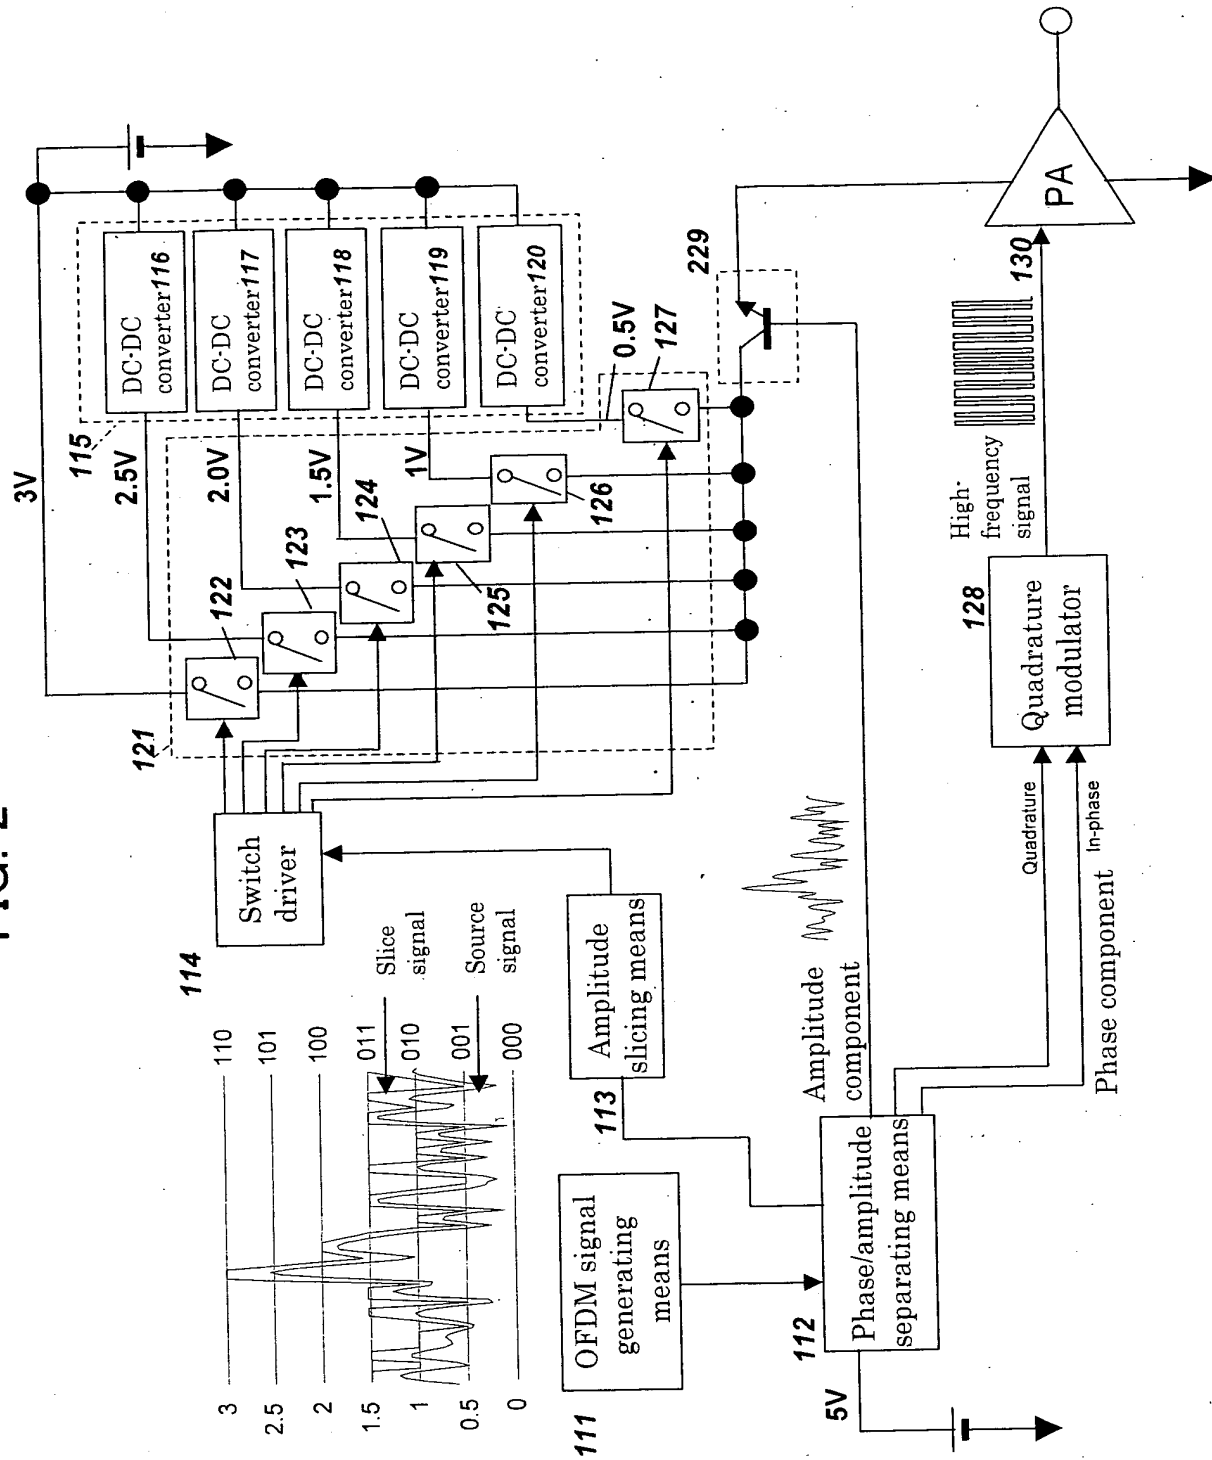 FIG. 2
3V
115
2.5V
2.0V
1.5V
1V
0.5V
DC-DC
converter116
DC-DC
converter117
DC-DC
converter118
DC-DC
converter119
DC-DC
converter120
121
122
123
124
125
126
127
229
114
Switch
driver
3
2.5
2
1.5
1
0.5
0
110
101
100
011
010
001
000
Slice
signal
Source
signal
113
Amplitude
slicing means
111
OFDM signal
generating
means
112
Phase/amplitude
separating means
5V
Amplitude
component
Quadrature
In-phase
Phase component
128
Quadrature
modulator
High-
frequency
signal
130
PA